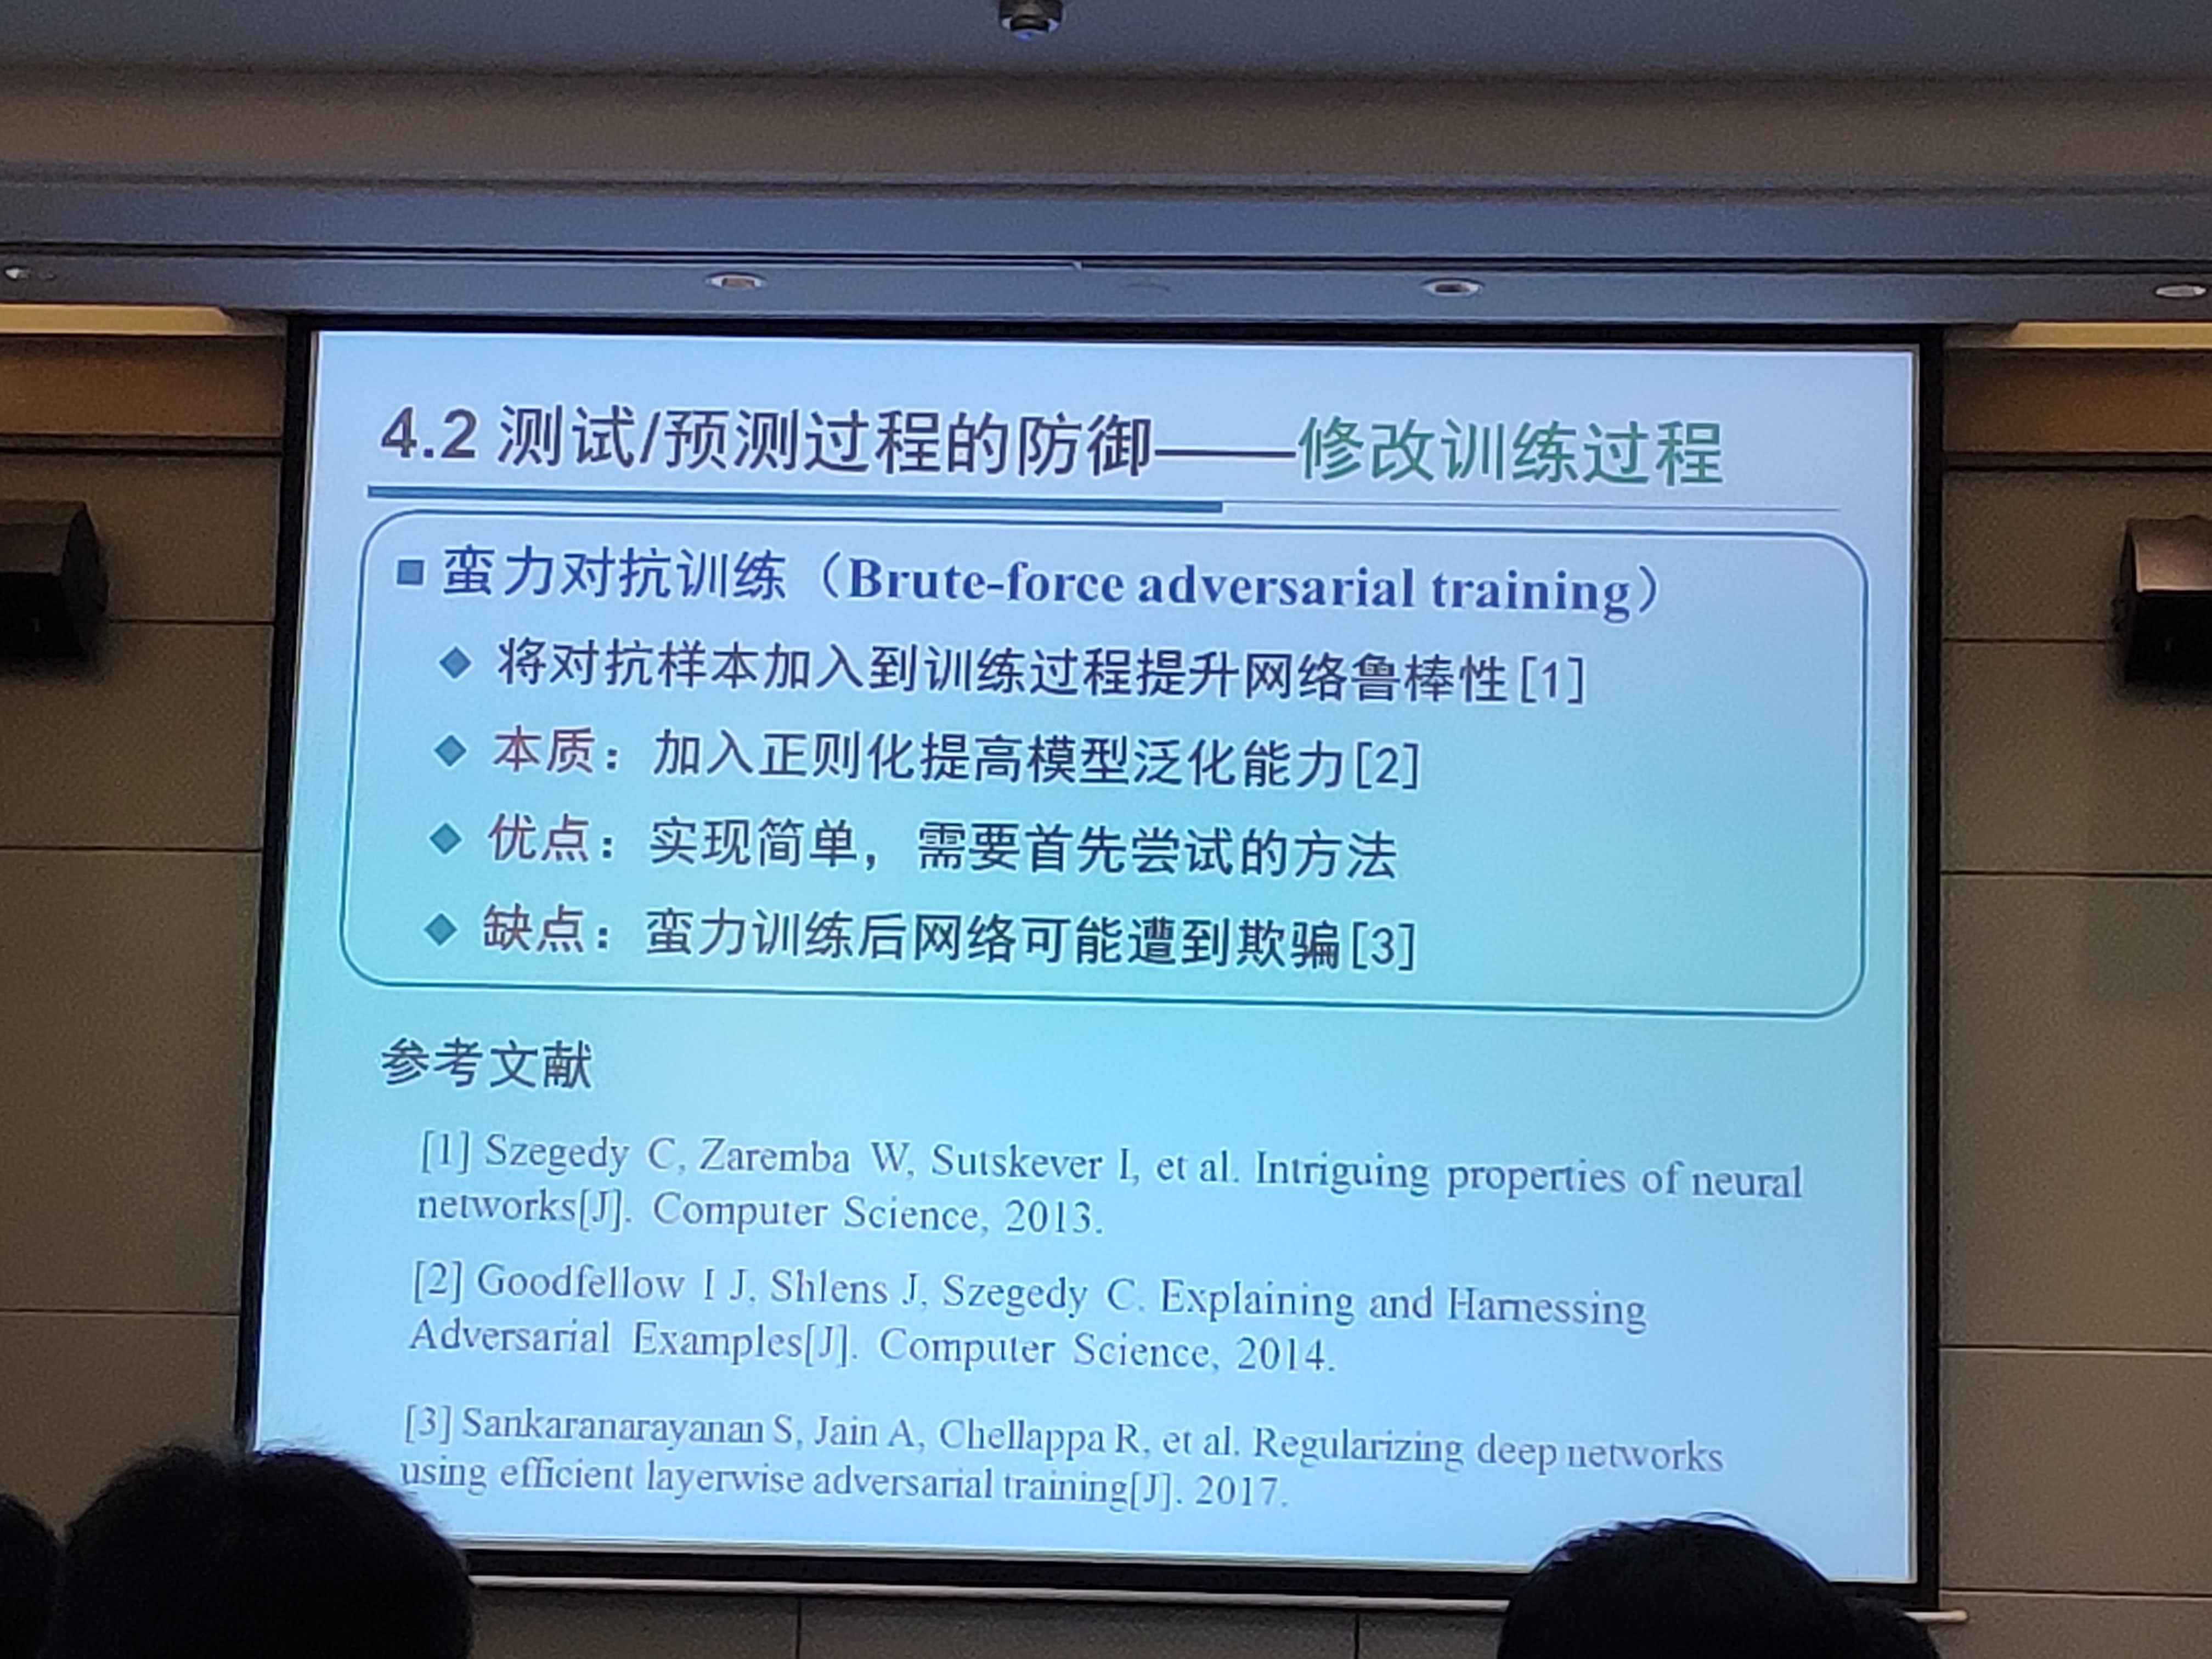 4.2 测试/预测过程的防御——修改训练过程
蛮力对抗训练（Brute-force adversarial training）
将对抗样本加入到训练过程提升网络鲁棒性[1]
本质：加入正则化提高模型泛化能力[2]
优点：实现简单，需要首先尝试的方法
缺点：蛮力训练后网络可能遭到欺骗[3]
参考文献
[1] Szegedy C, Zaremba W, Sutskever I, et al. Intriguing properties of neural
networks[J]. Computer Science, 2013.
[2] Goodfellow I J, Shlens J, Szegedy C. Explaining and Harnessing
Adversarial Examples[J]. Computer Science, 2014.
[3] Sankaranarayanan S, Jain A, Chellappa R, et al. Regularizing deep networks
using efficient layerwise adversarial training[J]. 2017.